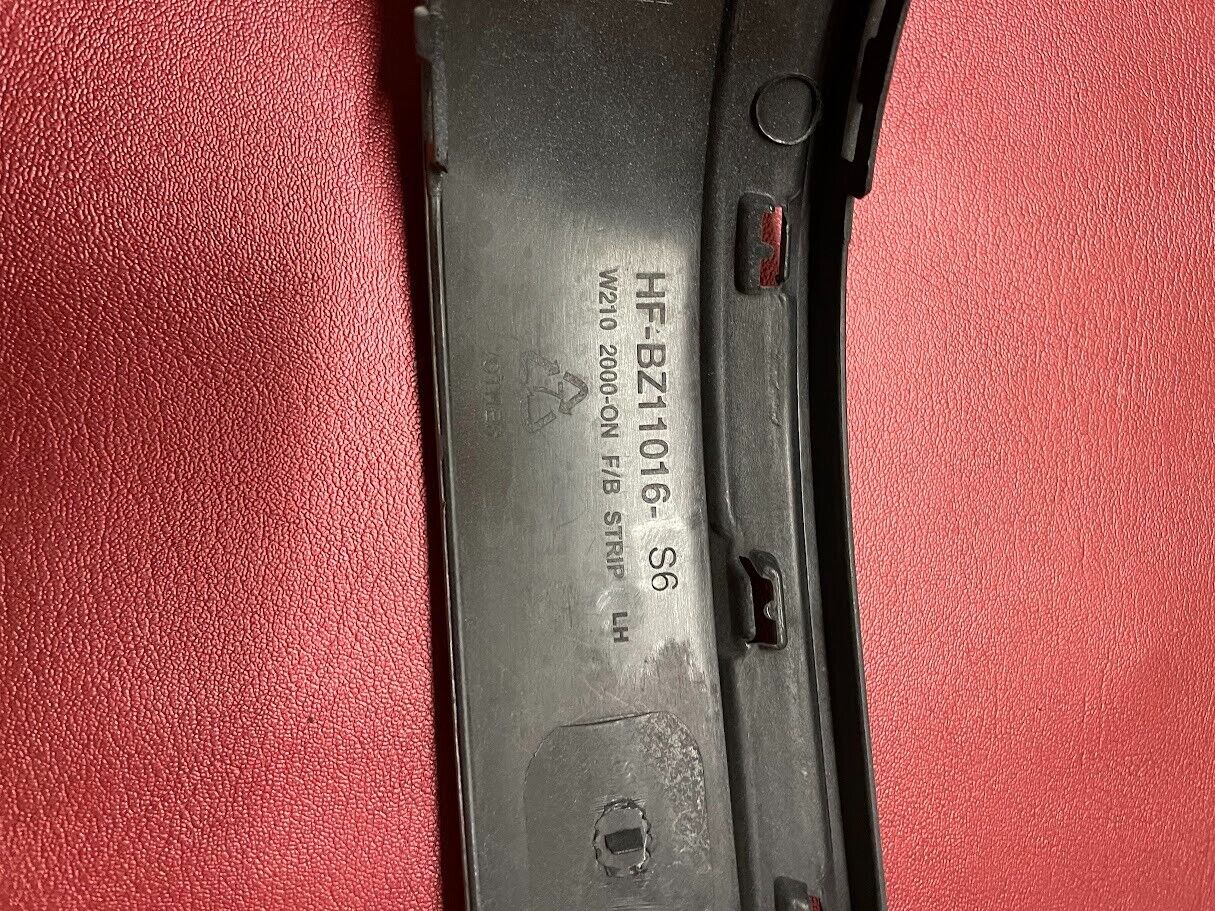 HF-BZ11016- S6
W210 2000-ON F/B STRIP LH